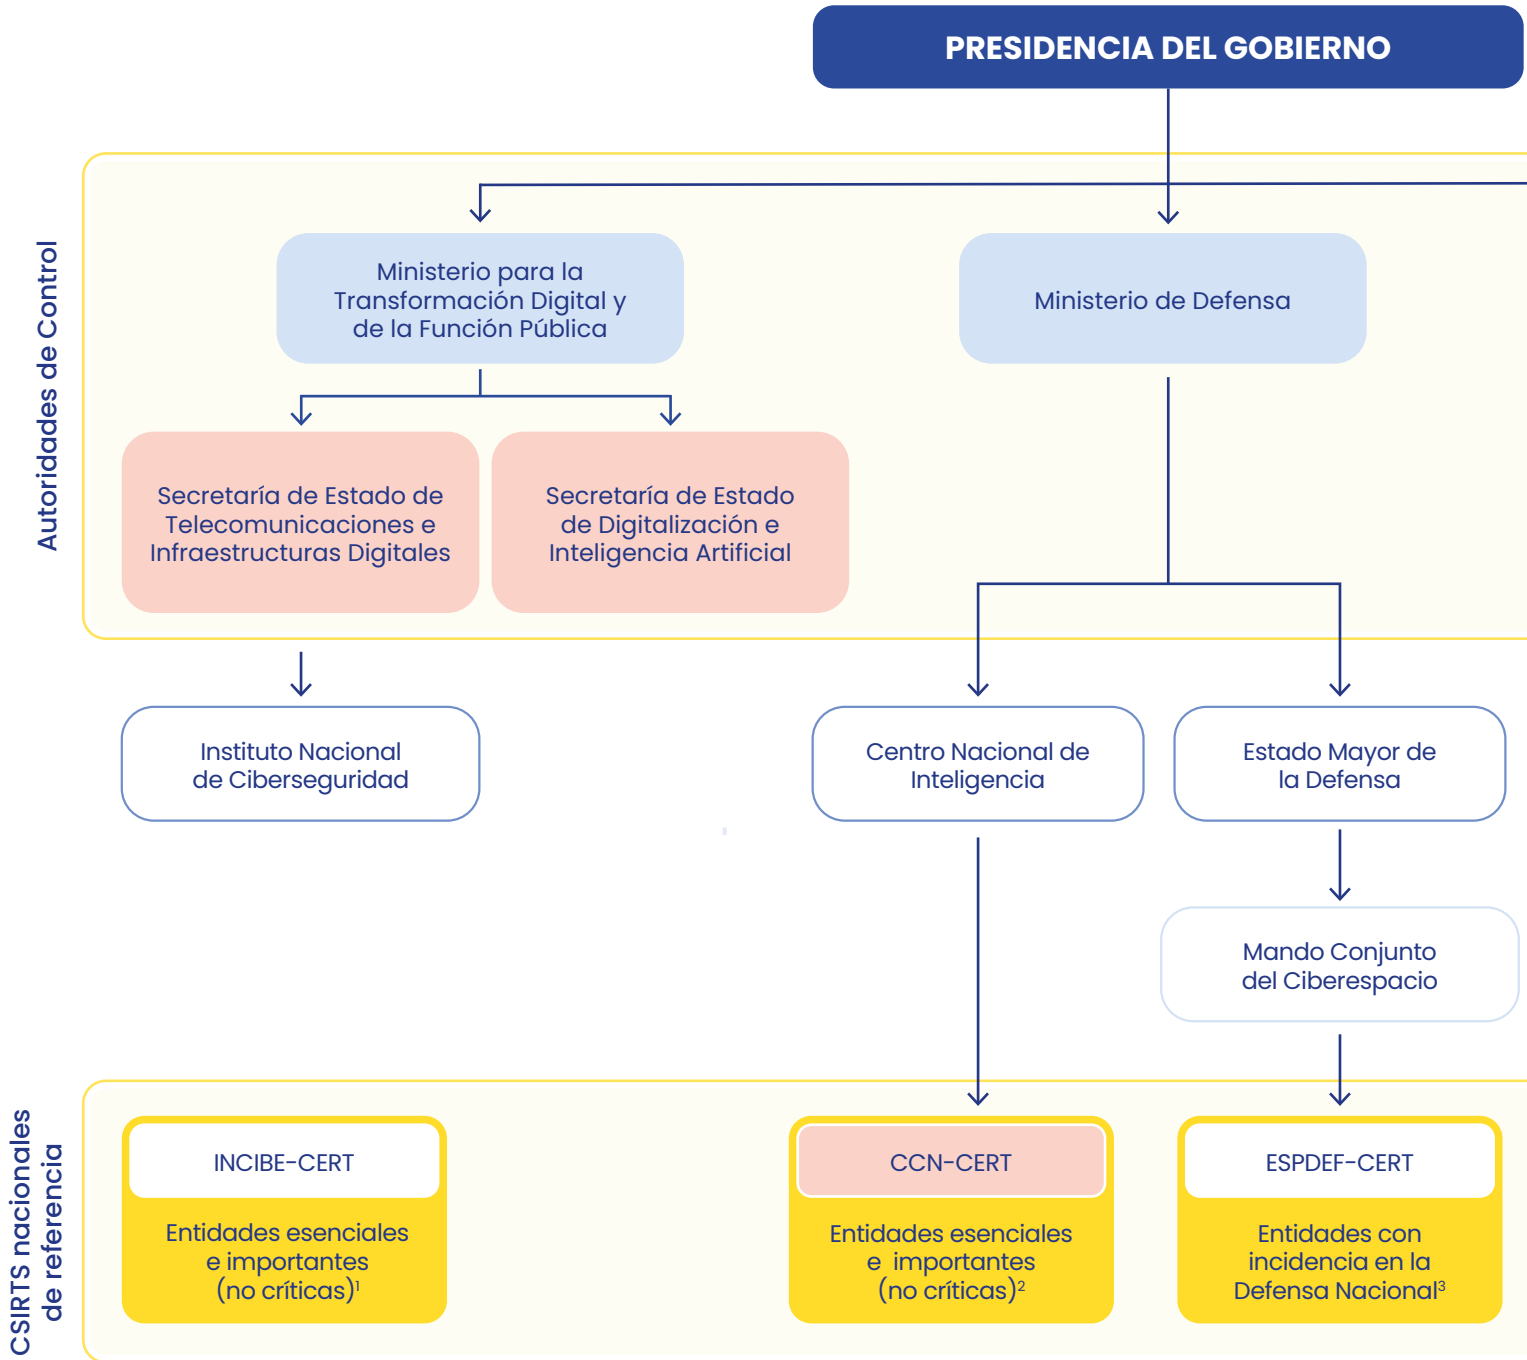 PRESIDENCIA DEL GOBIERNO
Autoridades de Control
Ministerio para la
Transformación Digital y
de la Función Pública
Ministerio de Defensa
Secretaría de Estado de
Telecomunicaciones e
Infraestructuras Digitales
Secretaría de Estado
de Digitalización e
Inteligencia Artificial
Instituto Nacional
de Ciberseguridad
Centro Nacional de
Inteligencia
Estado Mayor de
la Defensa
Mando Conjunto
del Ciberespacio
CSIRTS nacionales
de referencia
INCIBE-CERT
Entidades esenciales
e importantes
(no críticas)¹
CCN-CERT
Entidades esenciales
e importantes
(no críticas)²
ESPDEF-CERT
Entidades con
incidencia en la
Defensa Nacional³